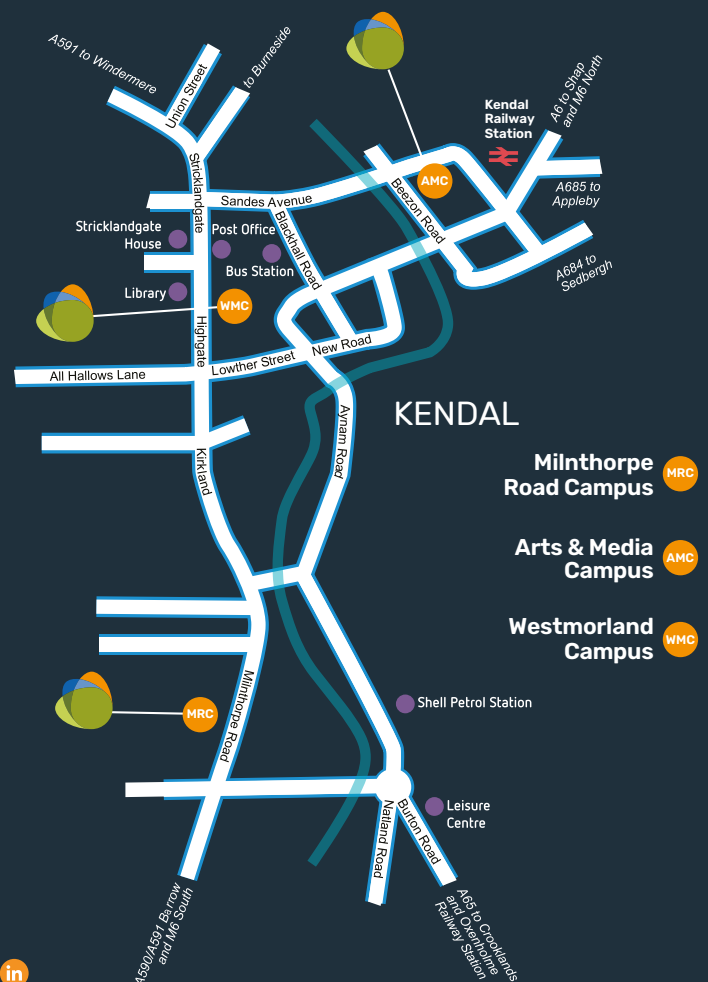 A591 to Windermere
Union Street
to Burneside
Kendal
Railway
Station
A6 to Shap
and M6 North
A685 to
Appleby
A684 to
Sedbergh
AMC
Beezon Road
Sandes Avenue
Stricklandgate
Stricklandgate
House
Post Office
Bus Station
Blackhall Road
Library
WMC
Highgate
All Hallows Lane
Lowther Street
New Road
KENDAL
Aynam Road
Kirkland
Milnthorpe
Road Campus
MRC
Arts & Media
Campus
AMC
Westmorland
Campus
WMC
Shell Petrol Station
MRC
Milnthorpe Road
Leisure
Centre
Natland Road
Burton Road
A590/A591 Barrow
and M6 South
A65 to Crooklands
and Oxenholme
Railway Station
in